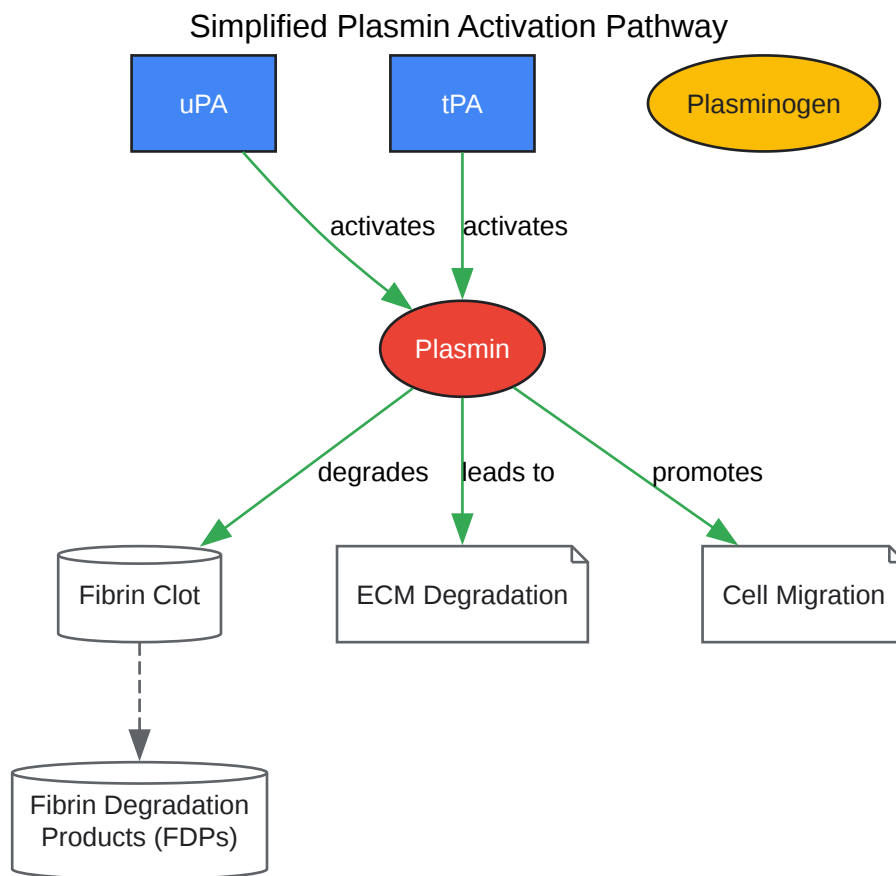 Simplified Plasmin Activation Pathway
uPA
tPA
Plasminogen
activates
activates
Plasmin
degrades
leads to
promotes
Fibrin Clot
ECM Degradation
Cell Migration
Fibrin Degradation
Products (FDPs)